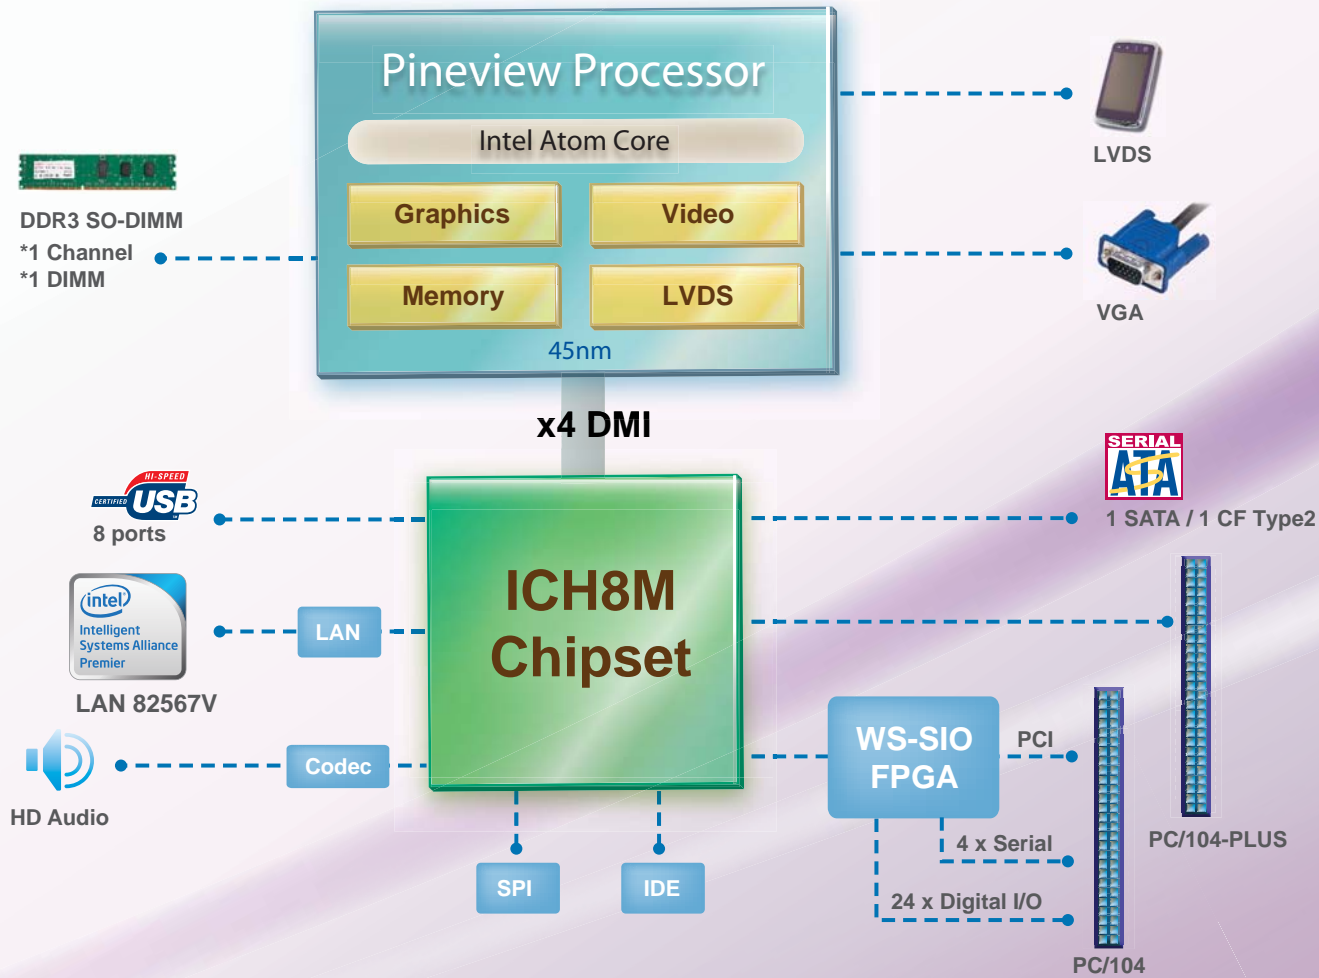 Pineview Processor
Intel Atom Core
Graphics
Video
Memory
LVDS
45nm
DDR3 SO-DIMM
*1 Channel
*1 DIMM
LVDS
VGA
x4 DMI
HI-SPEED
CERTIFIED USB
8 ports
SERIAL
ATA
1 SATA / 1 CF Type2
ICH8M
Chipset
(intel)
Intelligent
Systems Alliance
Premier
LAN
LAN 82567V
WS-SIO
FPGA
PCI
Codec
HD Audio
4 x Serial
PC/104-PLUS
SPI
IDE
24 x Digital I/O
PC/104